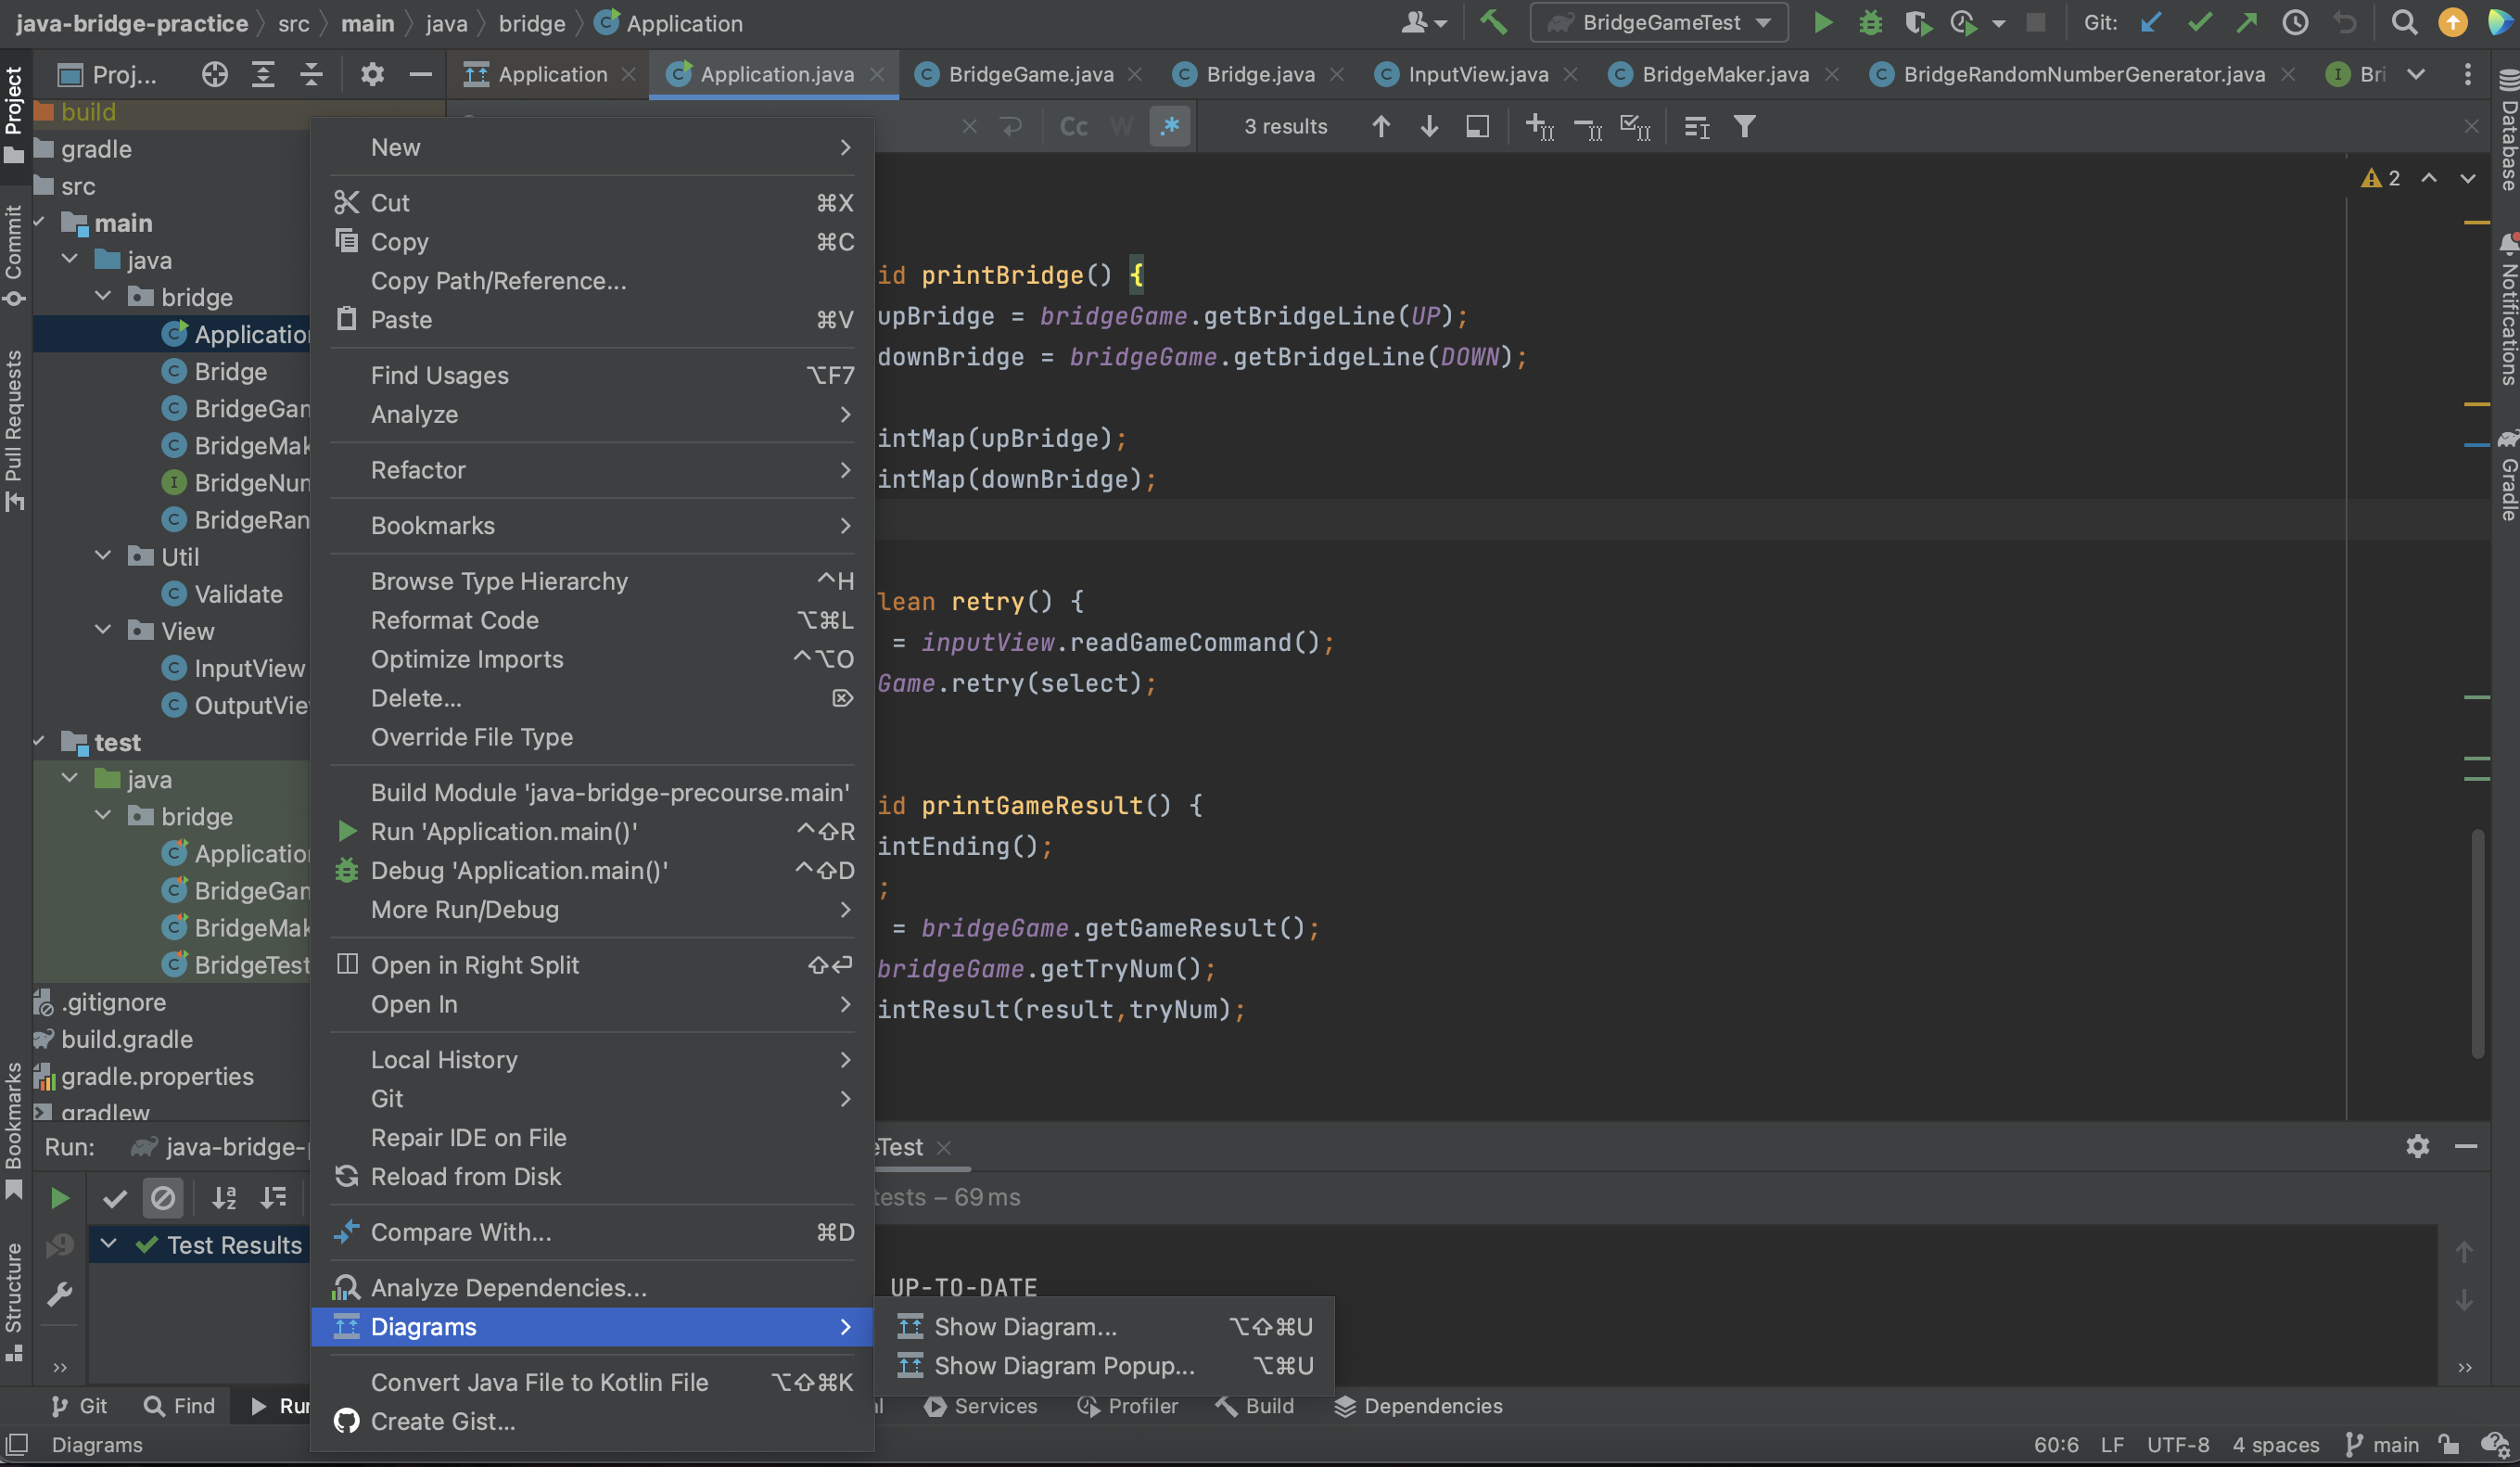 java-bridge-practice src main java bridge Application
BridgeGameTest
Git:
Proj...
Application
Application.java
BridgeGame.java
Bridge.java
InputView.java
BridgeMaker.java
BridgeRandomNumberGenerator.java
Bri
Cc
W
.*
3 results
2
Project
Commit
Pull Requests
Bookmarks
Structure
Database
Notifications
Gradle
build
gradle
src
main
java
bridge
Application
Bridge
BridgeGam
BridgeMak
BridgeNum
BridgeRan
Util
Validate
View
InputView
OutputView
test
java
bridge
Application
BridgeGam
BridgeMak
BridgeTest
.gitignore
build.gradle
gradle.properties
gradlew
New
Cut ⌘X
Copy ⌘C
Copy Path/Reference...
Paste ⌘V
Find Usages ⌥F7
Analyze
Refactor
Bookmarks
Browse Type Hierarchy ^H
Reformat Code ⌥⌘L
Optimize Imports ^⌥O
Delete... ⌦
Override File Type
Build Module 'java-bridge-precourse.main'
Run 'Application.main()' ^⇧R
Debug 'Application.main()' ^⇧D
More Run/Debug
Open in Right Split ⇧⏎
Open In
Local History
Git
Repair IDE on File
Reload from Disk
Compare With... ⌘D
Analyze Dependencies...
Diagrams
Convert Java File to Kotlin File ⌥⇧⌘K
Create Gist...
Show Diagram... ⌥⇧⌘U
Show Diagram Popup... ⌥⌘U
id printBridge() {
upBridge = bridgeGame.getBridgeLine(UP);
downBridge = bridgeGame.getBridgeLine(DOWN);
intMap(upBridge);
intMap(downBridge);
lean retry() {
= inputView.readGameCommand();
Game.retry(select);
id printGameResult() {
intEnding();
;
= bridgeGame.getGameResult();
bridgeGame.getTryNum();
intResult(result,tryNum);
Run:
java-bridge-p
eTest
tests – 69 ms
Test Results
UP-TO-DATE
Git
Find
Run
al
Services
Profiler
Build
Dependencies
Diagrams
60:6 LF UTF-8 4 spaces main